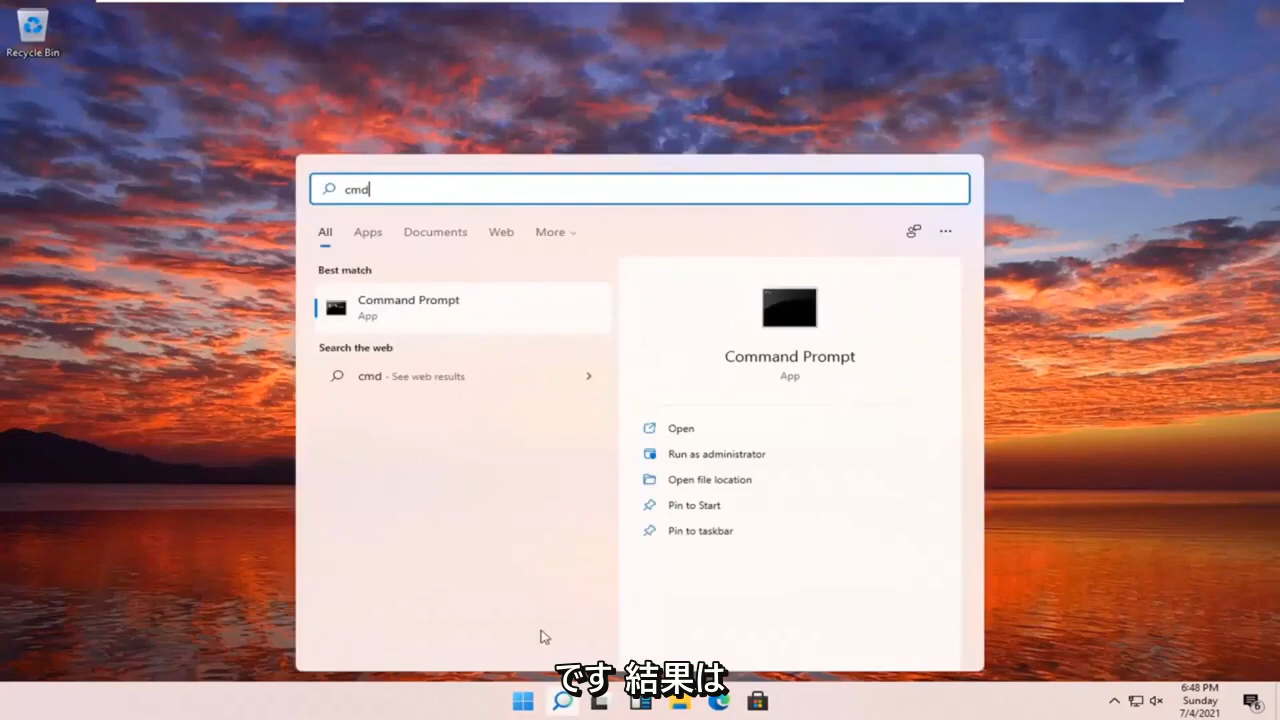 Recycle Bin
cmd
All Apps Documents Web More
Best match
Command Prompt
App
Search the web
cmd - See web results
Command Prompt
App
Open
Run as administrator
Open file location
Pin to Start
Pin to taskbar
です 結果は
6:48 PM
Sunday
7/4/2021
6